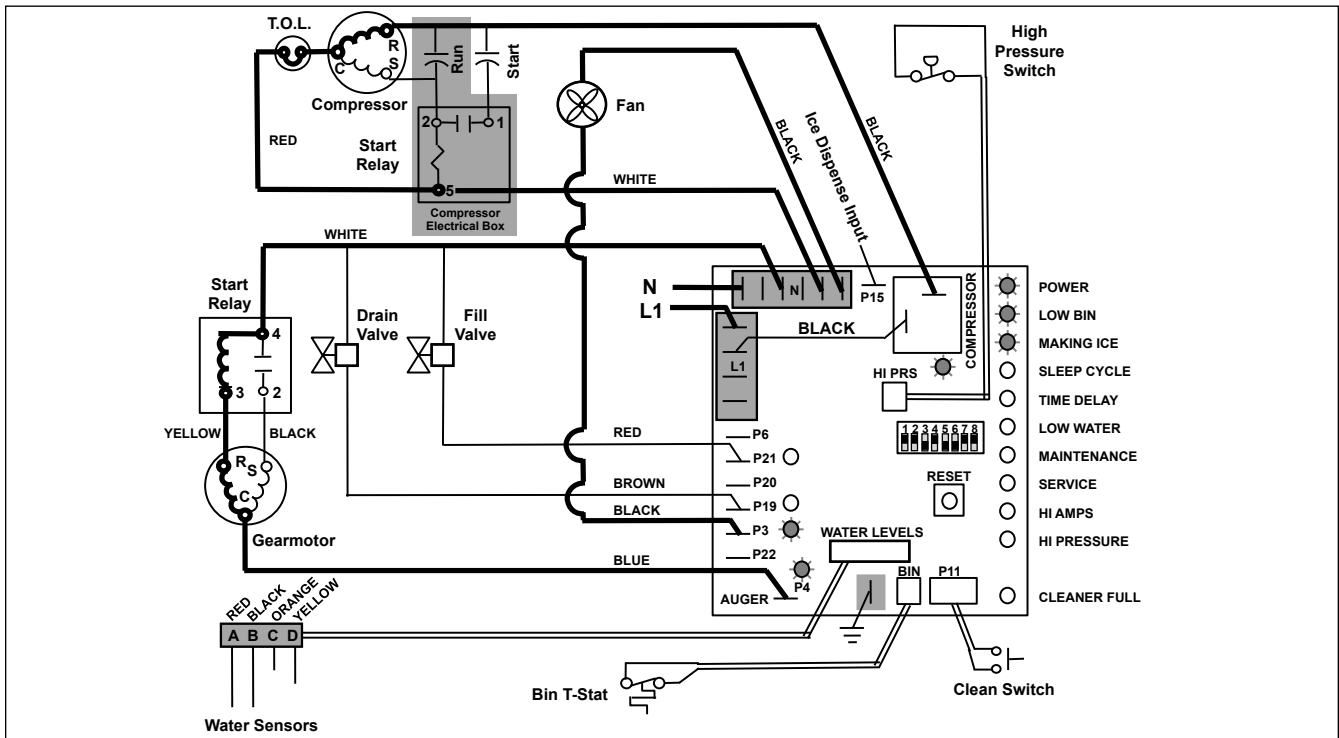 T.O.L.
R
C
S
Compressor
Run
Start
2
1
Start
Relay
5
Compressor
Electrical Box
RED
WHITE
Fan
BLACK
Ice Dispense Input
BLACK
High
Pressure
Switch
WHITE
Start
Relay
4
3
2
YELLOW
BLACK
R
S
C
Gearmotor
Drain
Valve
Fill
Valve
N
L1
N
P15
BLACK
L1
COMPRESSOR
HI PRS
1 2 3 4 5 6 7 8
RESET
RED
BROWN
BLACK
BLUE
P6
P21
P20
P19
P3
P22
P4
AUGER
WATER LEVELS
BIN
P11
POWER
LOW BIN
MAKING ICE
SLEEP CYCLE
TIME DELAY
LOW WATER
MAINTENANCE
SERVICE
HI AMPS
HI PRESSURE
CLEANER FULL
RED
BLACK
ORANGE
YELLOW
A B C D
Water Sensors
Bin T-Stat
Clean Switch